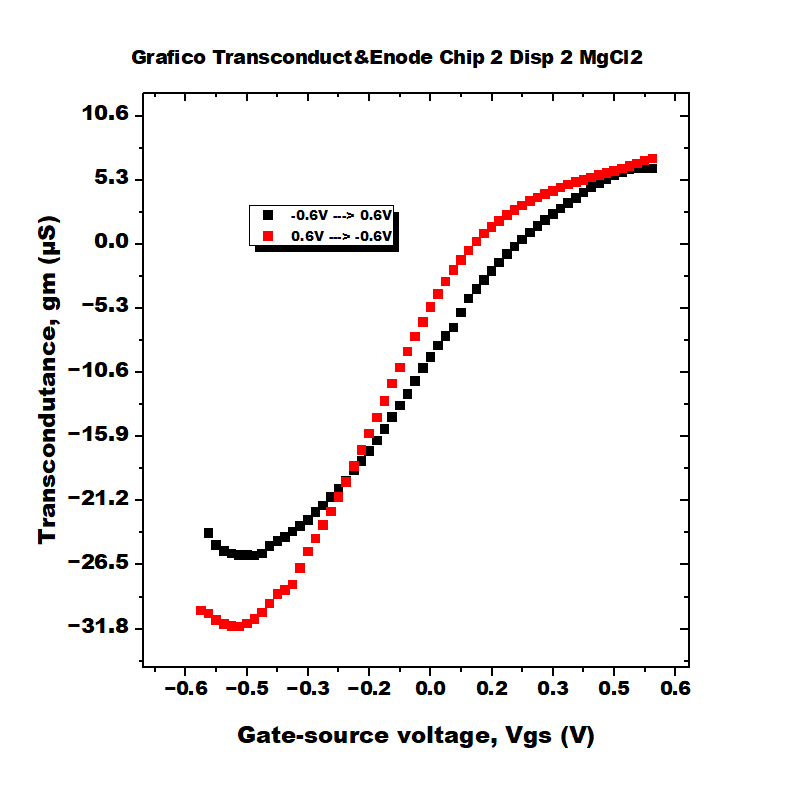 Grafico Transconduct&Enode Chip 2 Disp 2 MgCl2
10.6
5.3
0.0
−5.3
−10.6
−15.9
−21.2
−26.5
−31.8
Transcondutance, gm (µS)
-0.6V ---> 0.6V
0.6V ---> -0.6V
−0.6 −0.5 −0.3 −0.2 0.0 0.2 0.3 0.5 0.6
Gate-source voltage, Vgs (V)